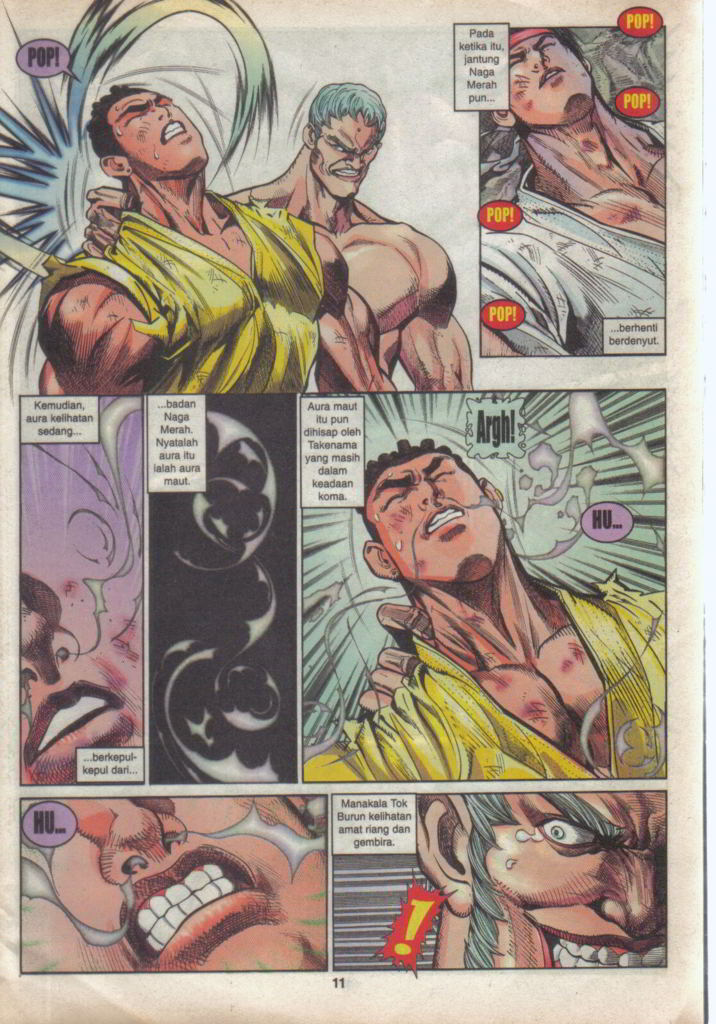 POP!
Pada
ketika itu,
jantung
Naga
Merah
pun...
POP!
POP!
POP!
POP!
...berhenti
berdenyut.
Kemudian,
aura kelihatan
sedang...
...berkepul-
kepul dari...
...badan
Naga
Merah.
Nyatalah
aura itu
ialah aura
maut.
Aura maut
itu pun
dihisap oleh
Takenama
yang masih
dalam
keadaan
koma.
Argh!
HU...
HU...
Manakala Tok
Burun kelihatan
amat riang dan
gembira.
!
11